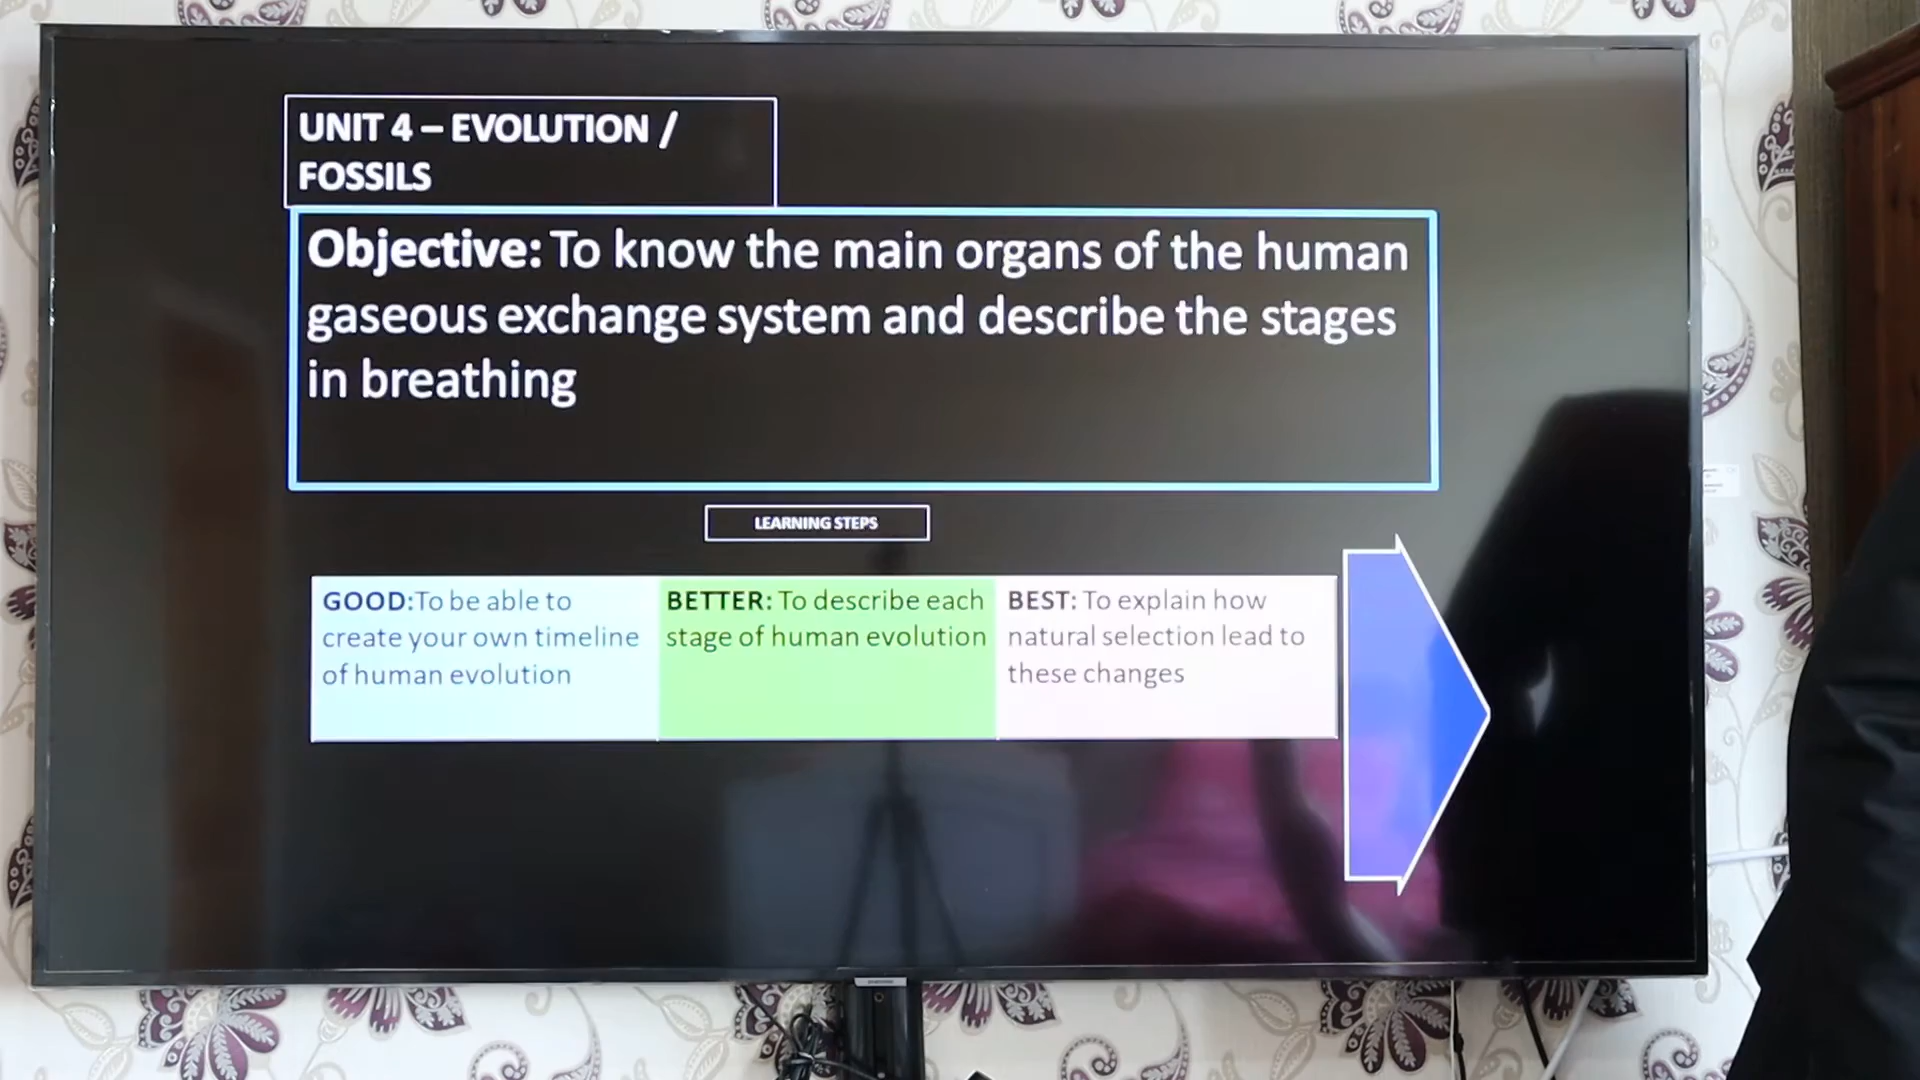 UNIT 4 – EVOLUTION /
FOSSILS
Objective: To know the main organs of the human
gaseous exchange system and describe the stages
in breathing
LEARNING STEPS
GOOD:To be able to
create your own timeline
of human evolution
BETTER: To describe each
stage of human evolution
BEST: To explain how
natural selection lead to
these changes